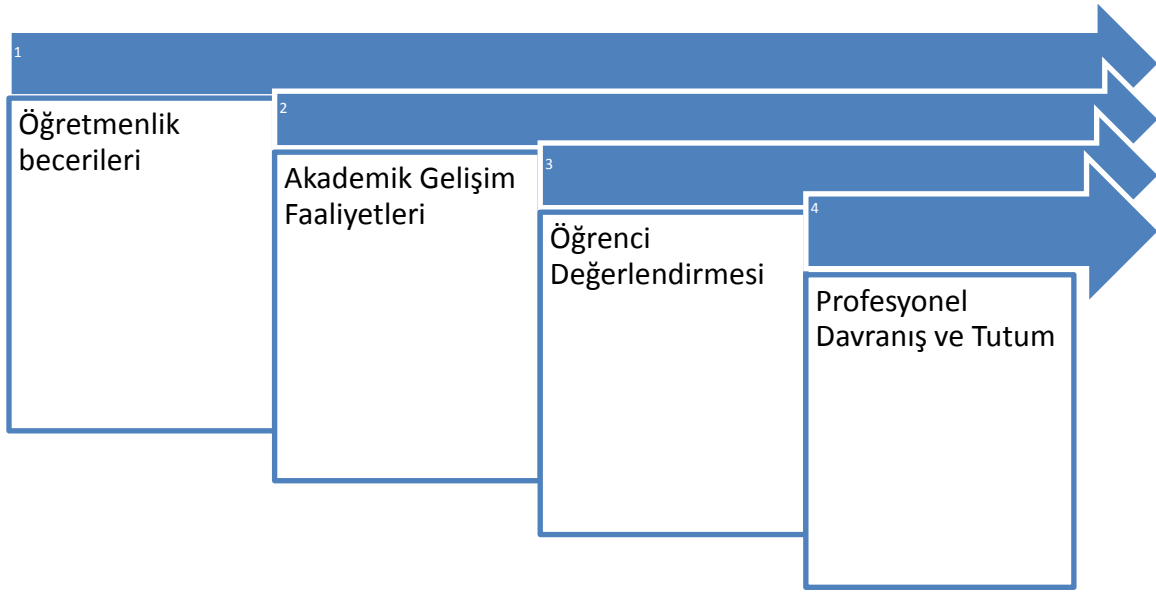 1
Öğretmenlik
becerileri
2
Akademik Gelişim
Faaliyetleri
3
Öğrenci
Değerlendirmesi
4
Profesyonel
Davranış ve Tutum